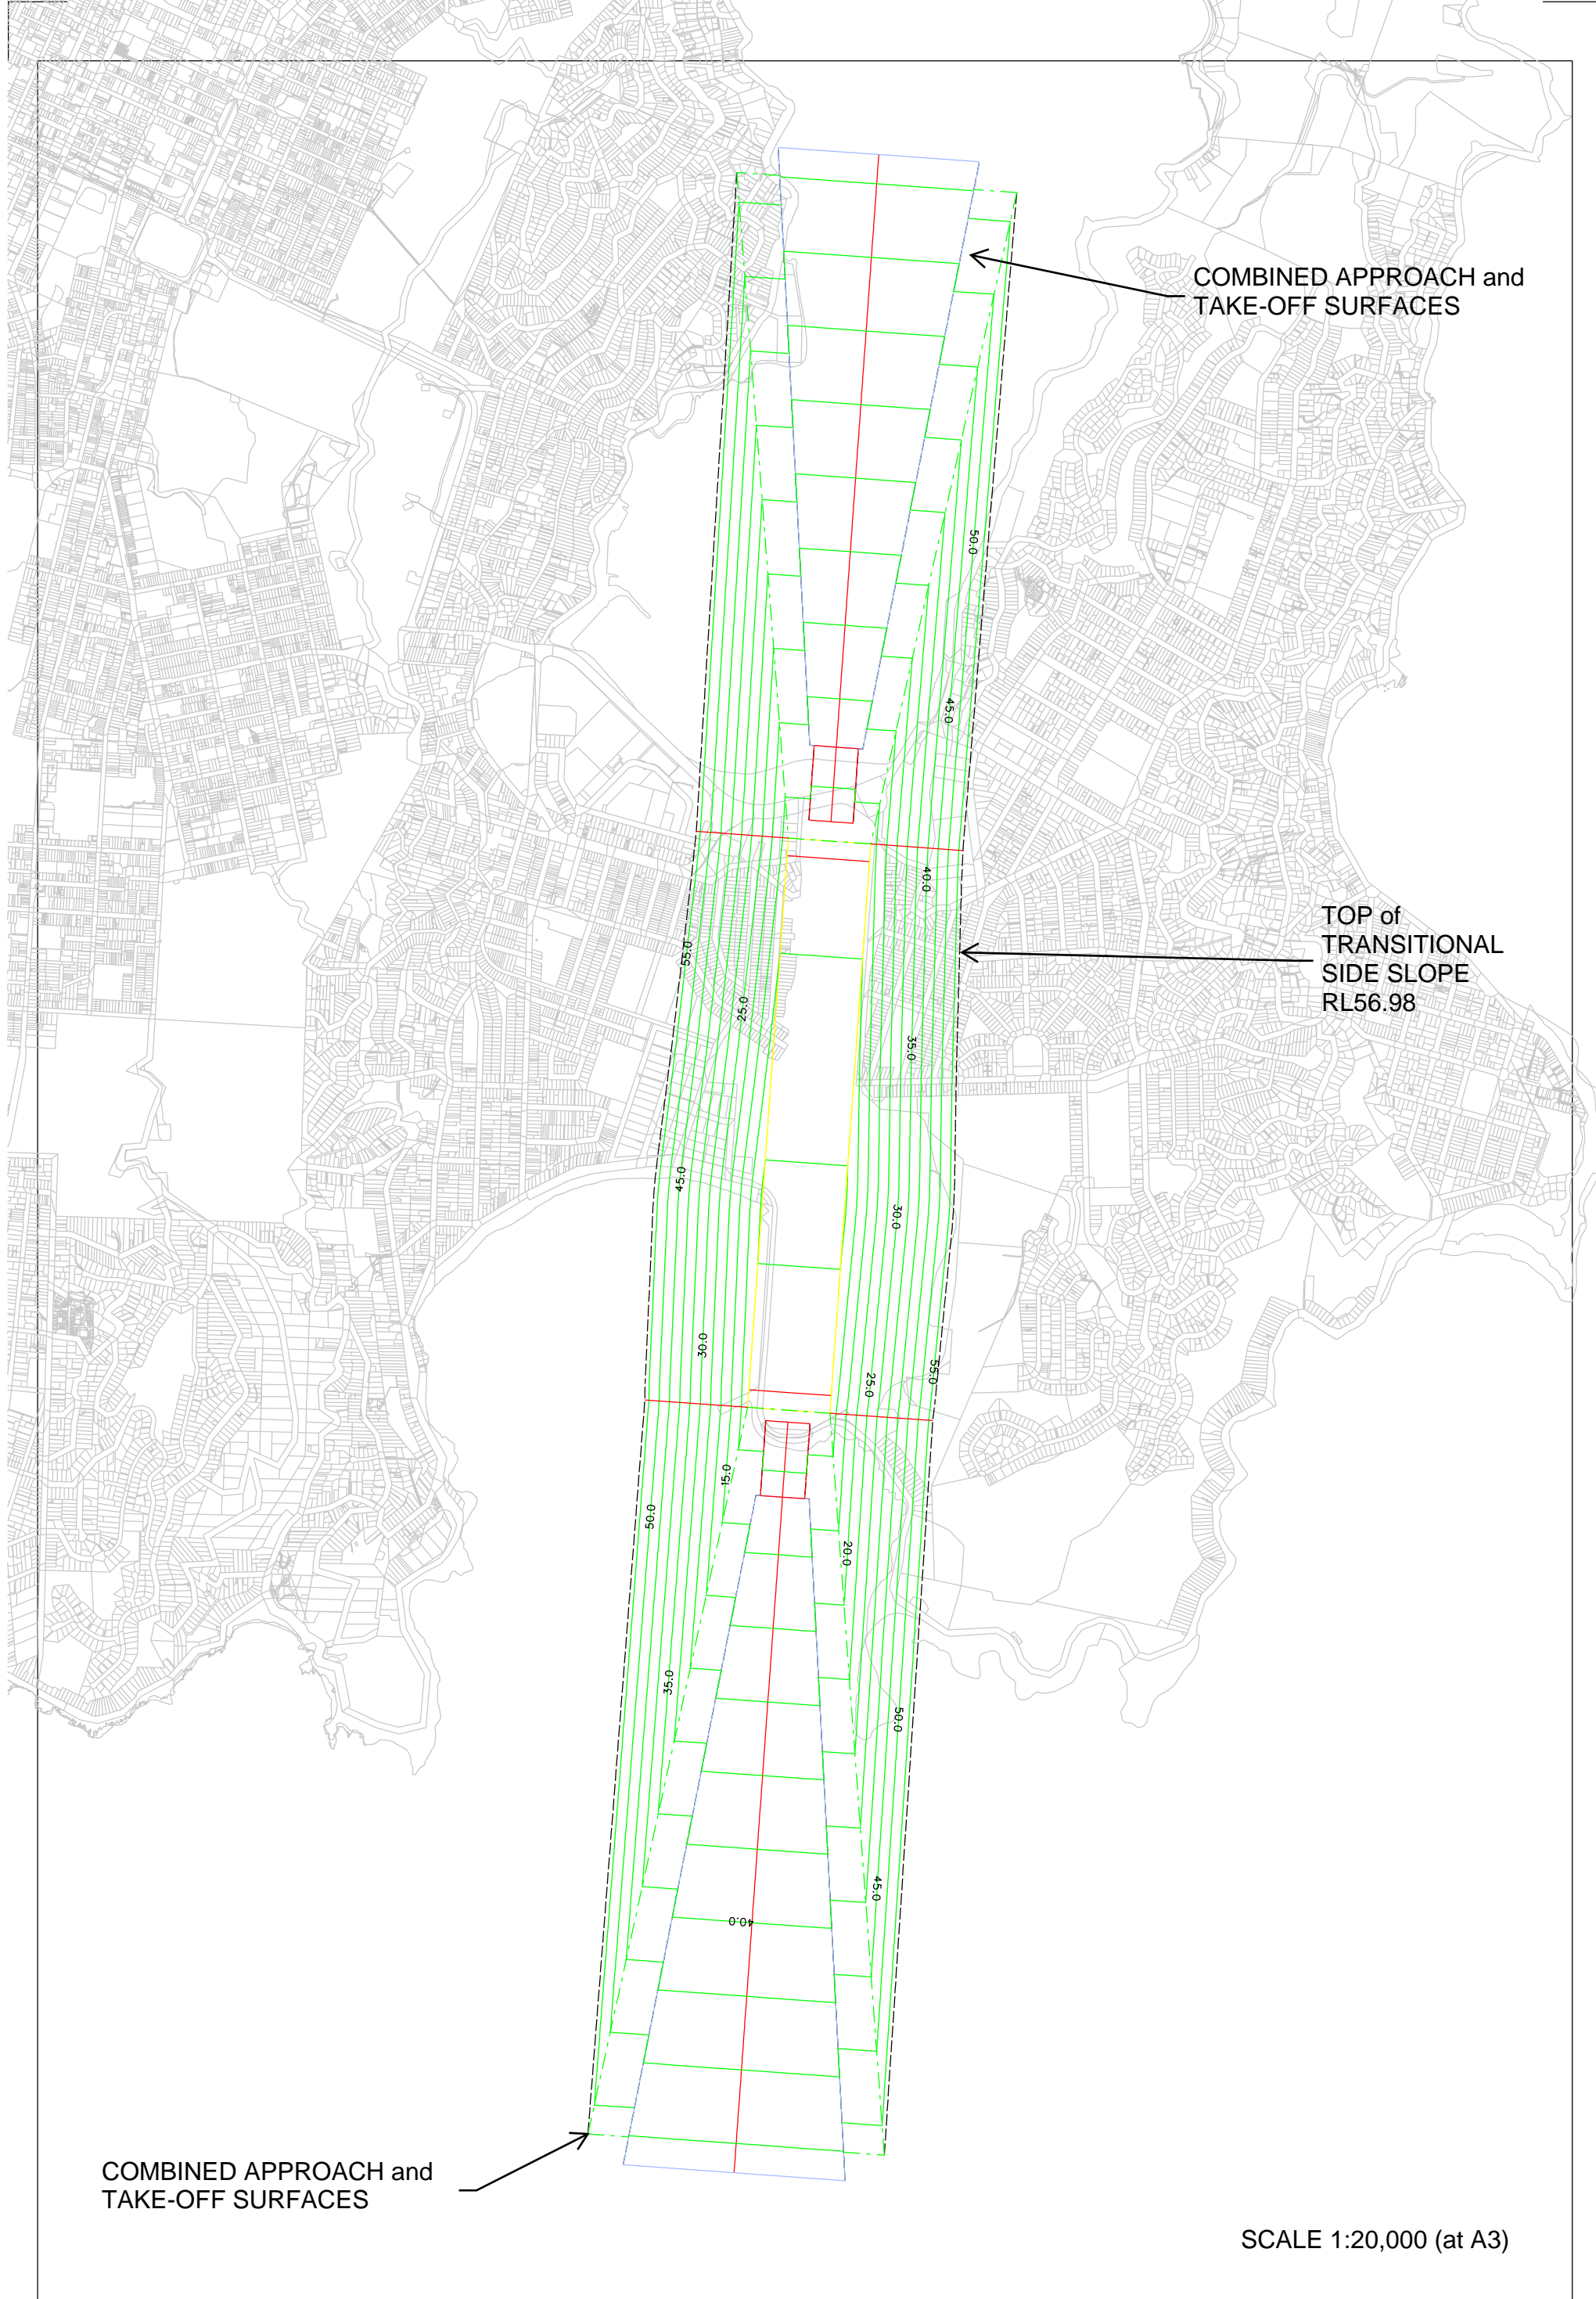 COMBINED APPROACH and
TAKE-OFF SURFACES
50.0
45.0
40.0
TOP of
TRANSITIONAL
SIDE SLOPE
RL56.98
55.0
25.0
35.0
45.0
30.0
30.0
55.0
25.0
15.0
50.0
20.0
35.0
50.0
45.0
40.0
COMBINED APPROACH and
TAKE-OFF SURFACES
SCALE 1:20,000 (at A3)